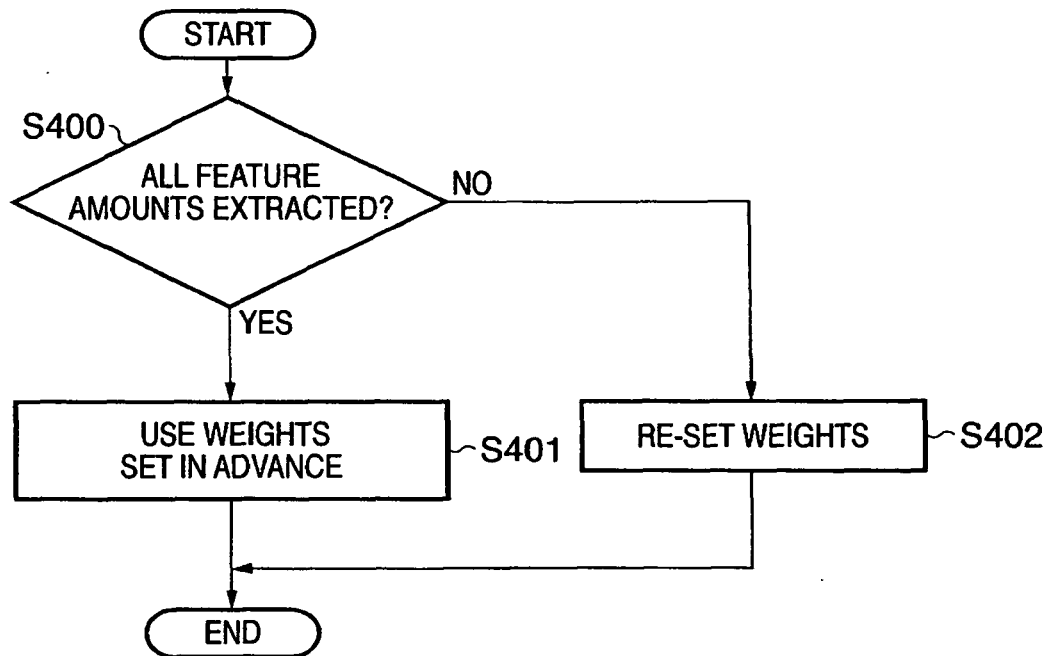 START
S400
ALL FEATURE
AMOUNTS EXTRACTED?
NO
YES
USE WEIGHTS
SET IN ADVANCE
S401
RE-SET WEIGHTS
S402
END